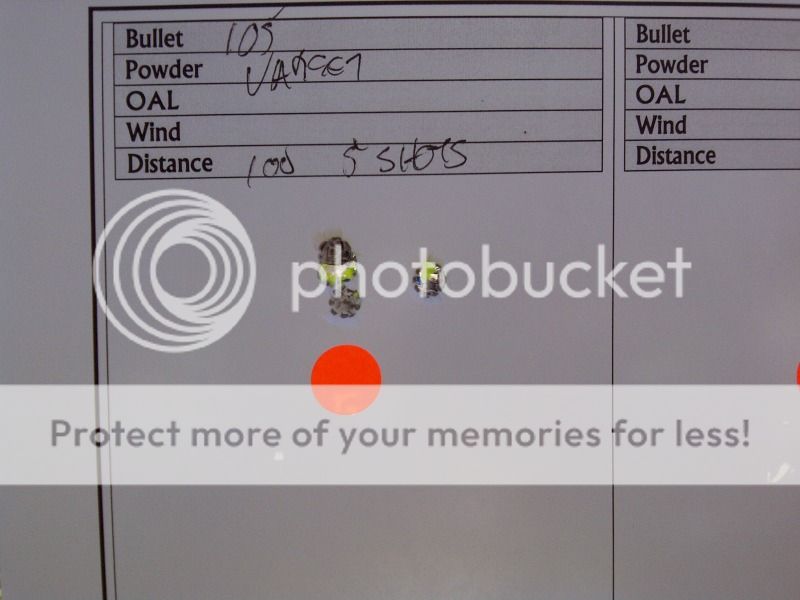 Bullet 105
Powder VARGET
OAL
Wind
Distance 100 5 SHOTS
Bullet
Powder
OAL
Wind
Distance
photobucket
Protect more of your memories for less!